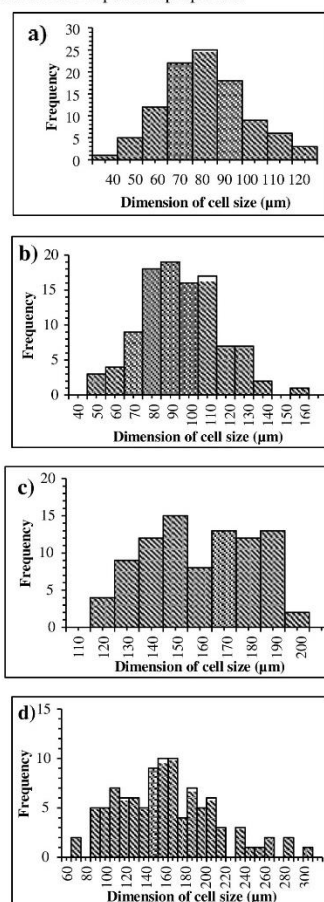 a)
30
25
20
15
10
5
0
Frequency
40 50 60 70 80 90 100 110 120
Dimension of cell size (µm)
b)
20
15
10
5
0
Frequency
40 50 60 70 80 90 100 110 120 130 140 150 160
Dimension of cell size (µm)
c)
20
15
10
5
0
Frequency
110 120 130 140 150 160 170 180 190 200
Dimension of cell size (µm)
d)
15
10
5
0
Frequency
60 80 100 120 140 160 180 200 220 240 260 280 300
Dimension of cell size (µm)